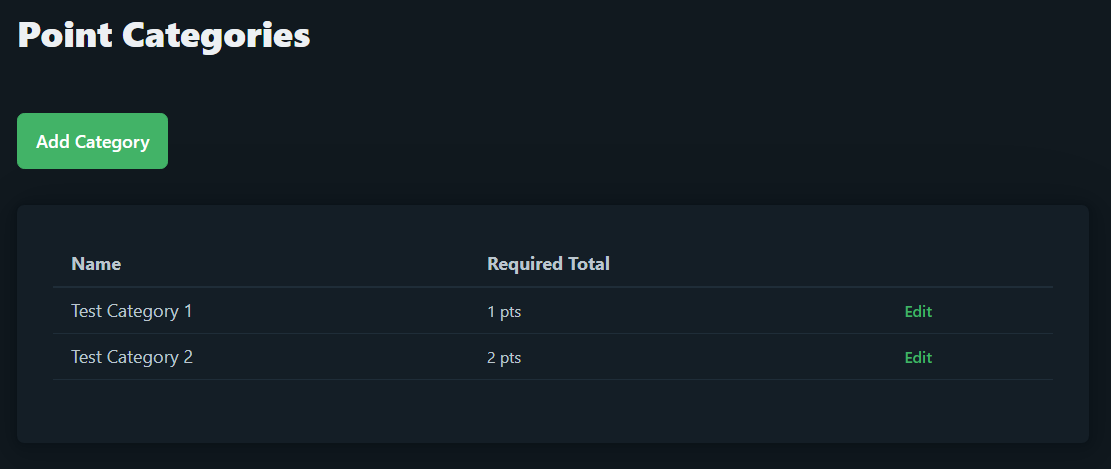 Point Categories
Add Category
Name Required Total
Test Category 1 1 pts Edit
Test Category 2 2 pts Edit